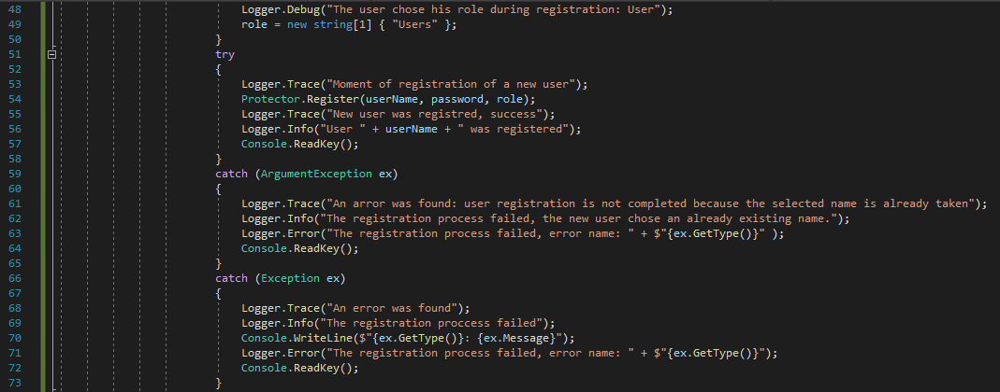 48 Logger.Debug("The user chose his role during registration: User");
49 role = new string[1] { "Users" };
50 }
51 try
52 {
53 Logger.Trace("Moment of registration of a new user");
54 Protector.Register(userName, password, role);
55 Logger.Trace("New user was registred, success");
56 Logger.Info("User " + userName + " was registered");
57 Console.ReadKey();
58 }
59 catch (ArgumentException ex)
60 {
61 Logger.Trace("An arror was found: user registration is not completed because the selected name is already taken");
62 Logger.Info("The registration process failed, the new user chose an already existing name.");
63 Logger.Error("The registration process failed, error name: " + $"{ex.GetType()}" );
64 Console.ReadKey();
65 }
66 catch (Exception ex)
67 {
68 Logger.Trace("An error was found");
69 Logger.Info("The registration proccess failed");
70 Console.WriteLine($"{ex.GetType()}: {ex.Message}");
71 Logger.Error("The registration process failed, error name: " + $"{ex.GetType()}");
72 Console.ReadKey();
73 }